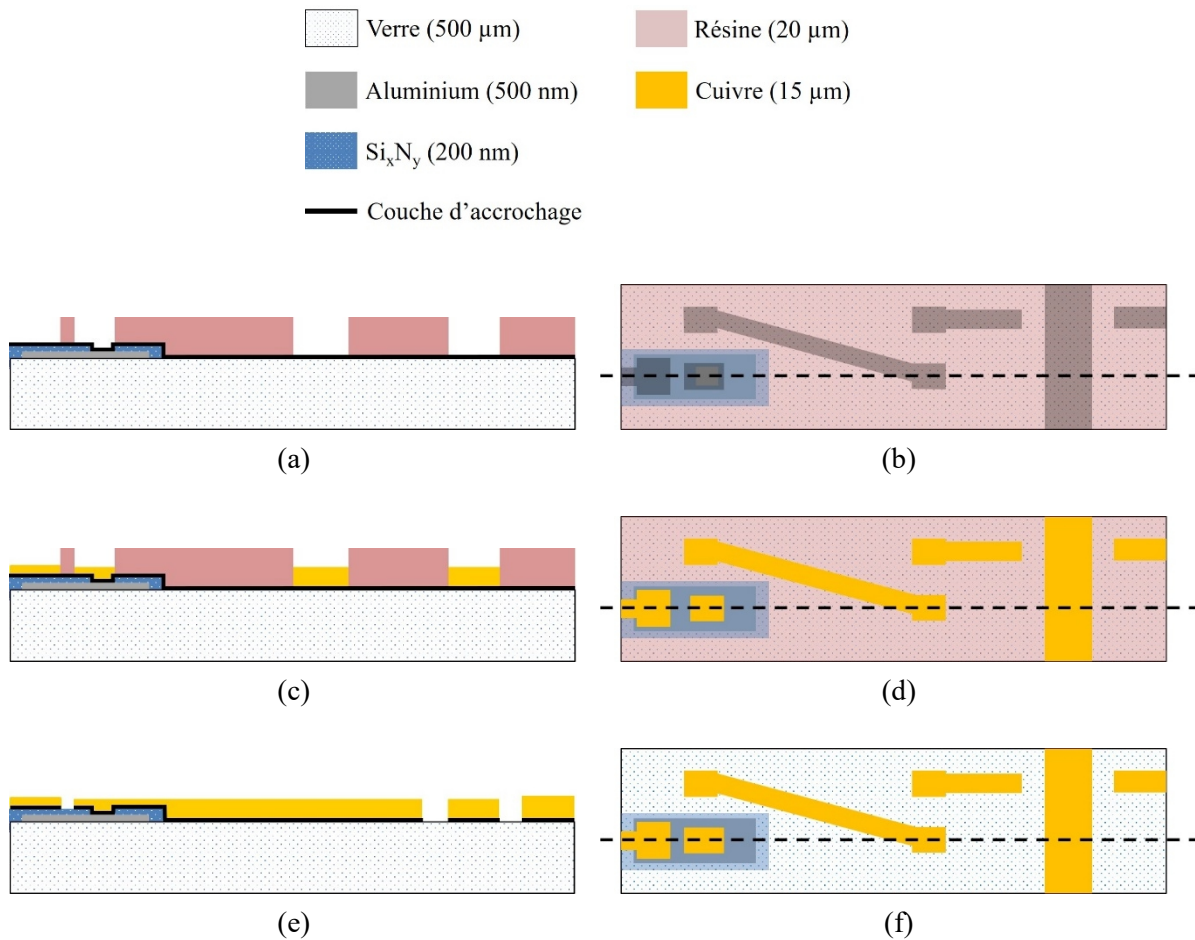 Verre (500 µm)
Résine (20 µm)
Aluminium (500 nm)
Cuivre (15 µm)
SixNy (200 nm)
Couche d’accrochage
(a)
(b)
(c)
(d)
(e)
(f)